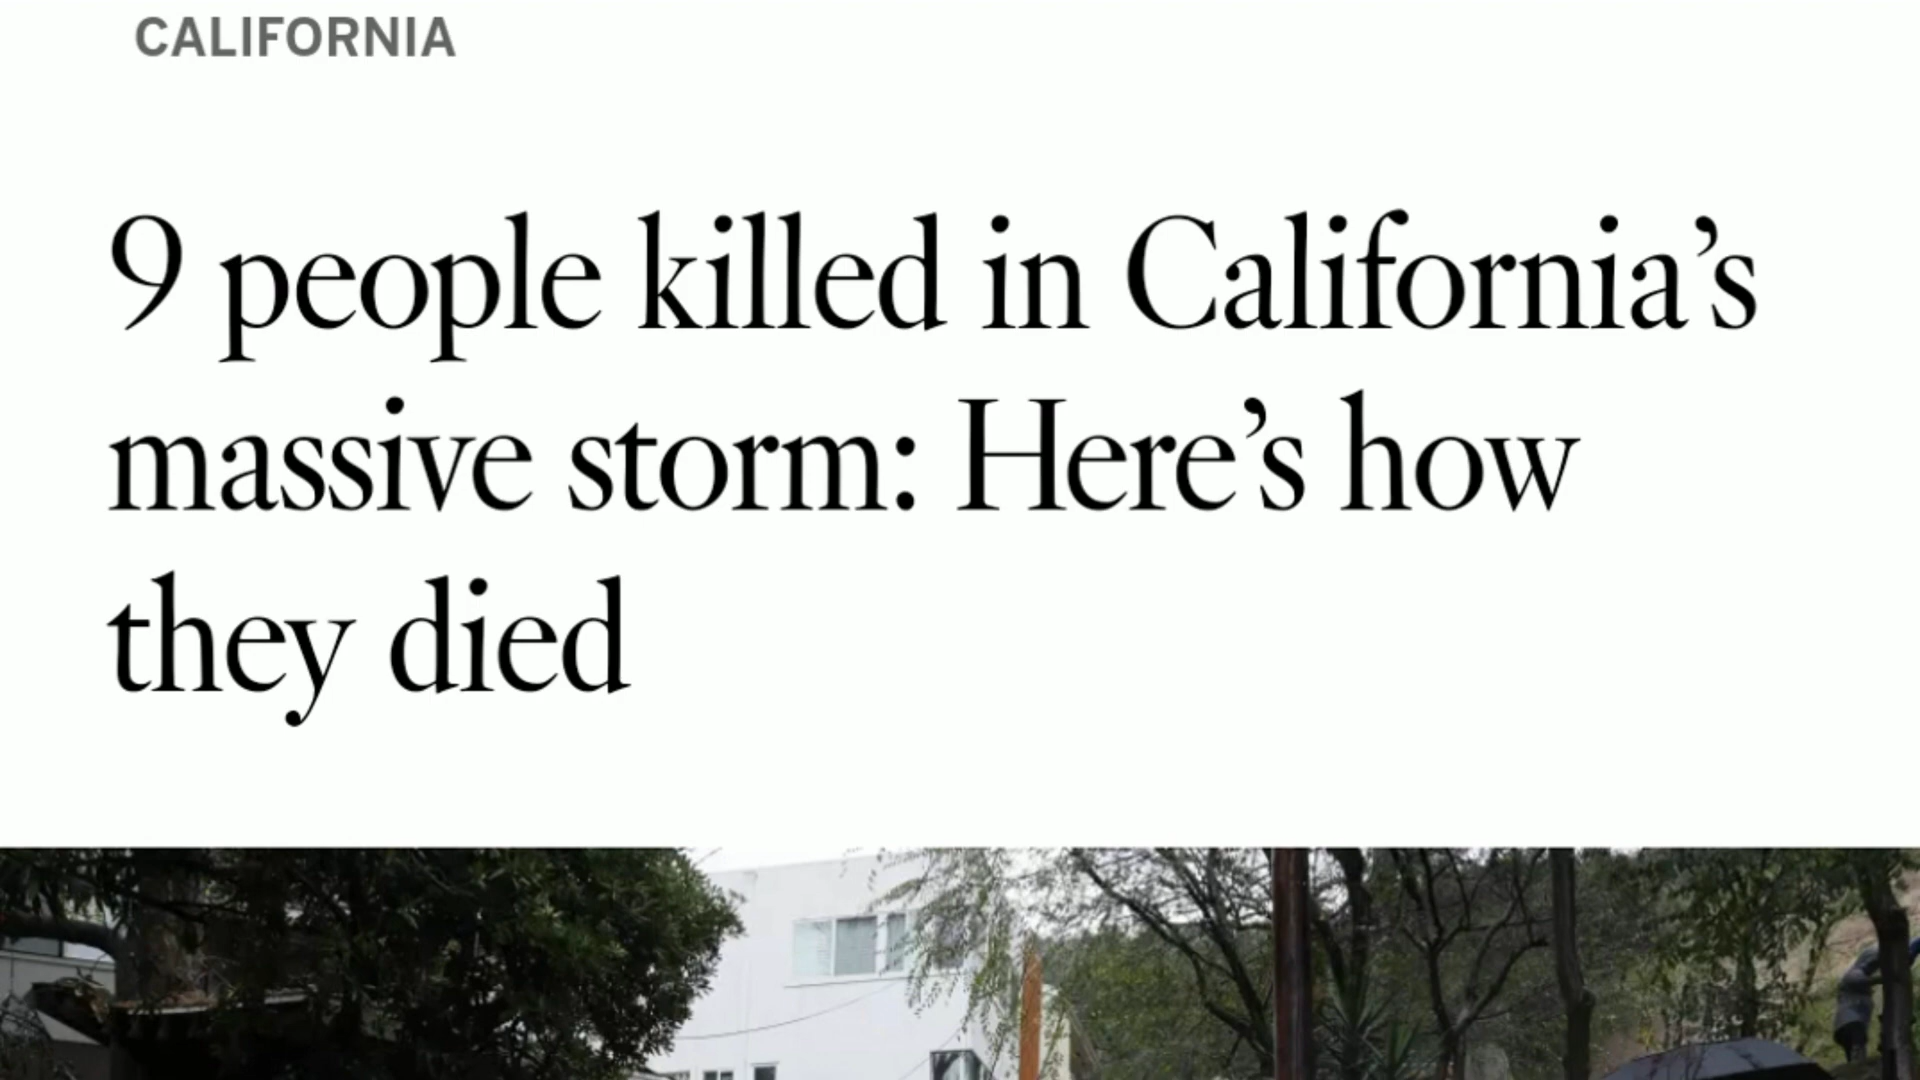 CALIFORNIA
9 people killed in California’s
massive storm: Here’s how
they died